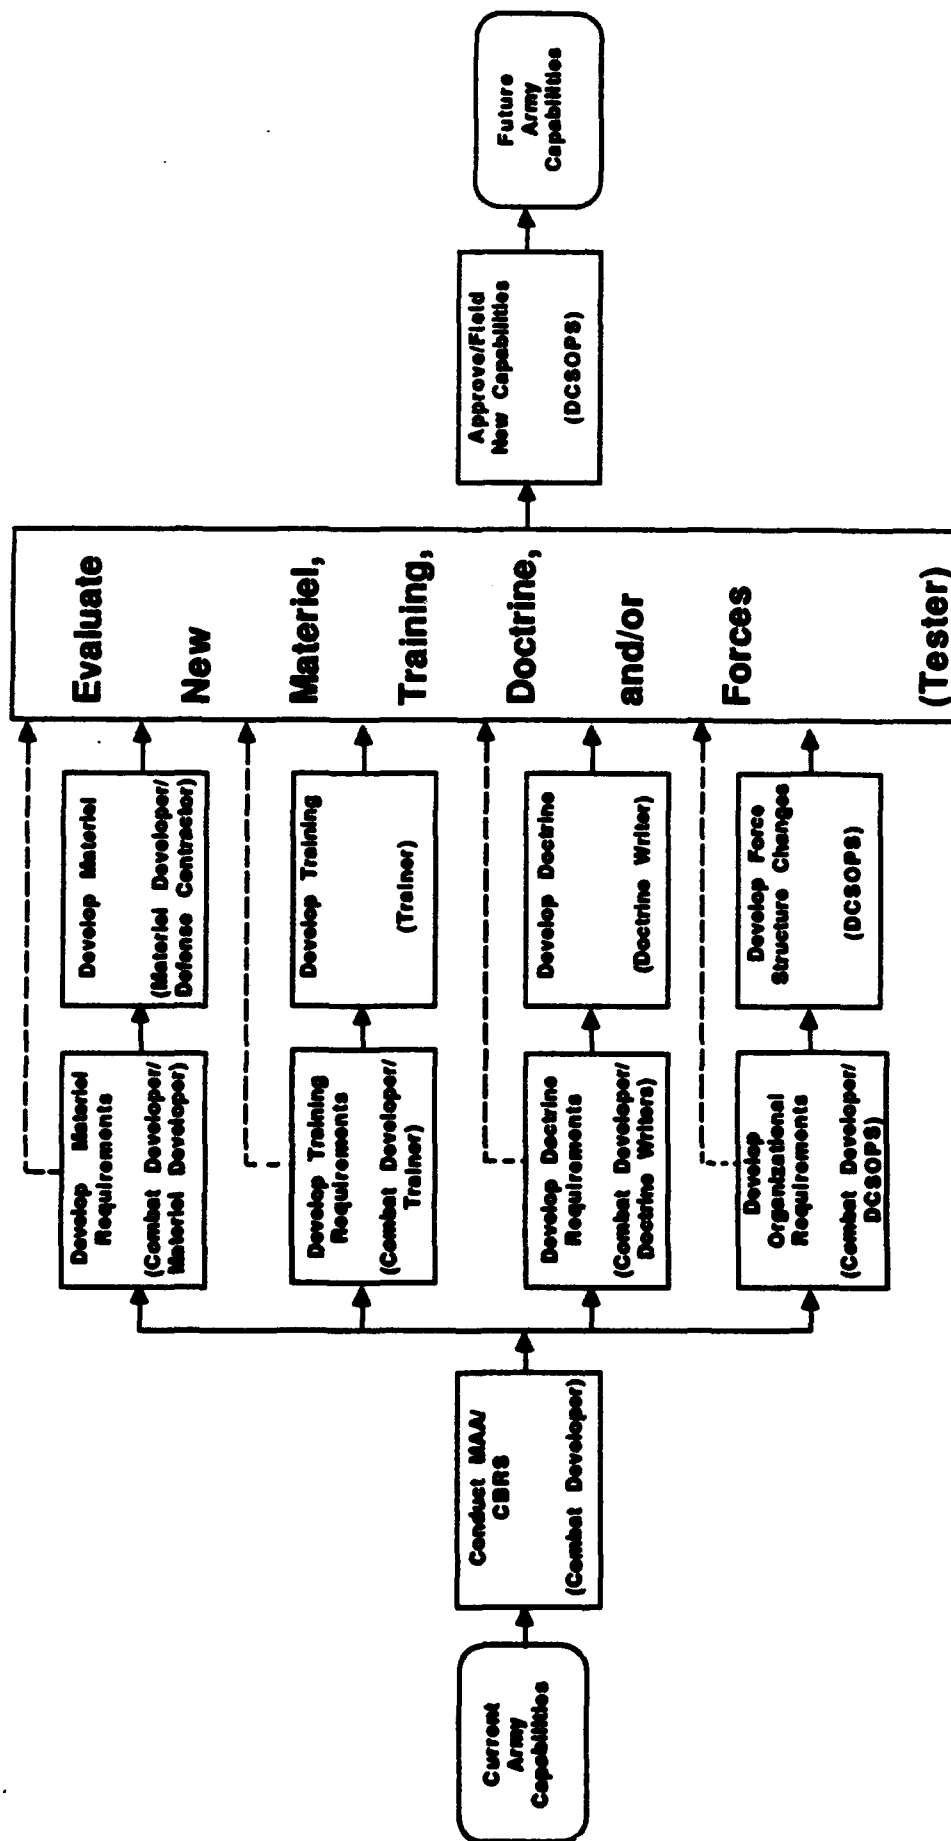 Current
Army
Capabilities
Conduct MAA/
CBRS
(Combat Developer)
Develop Materiel
Requirements
(Combat Developer/
Materiel Developer)
Develop Materiel
(Materiel Developer/
Defense Contractor)
Develop Training
Requirements
(Combat Developer/
Trainer)
Develop Training
(Trainer)
Develop Doctrine
Requirements
(Combat Developer/
Doctrine Writers)
Develop Doctrine
(Doctrine Writer)
Develop
Organizational
Requirements
(Combat Developer/
DCSOPS)
Develop Force
Structure Changes
(DCSOPS)
Evaluate
New
Materiel,
Training,
Doctrine,
and/or
Forces
(Tester)
Approve/Field
New Capabilities
(DCSOPS)
Future
Army
Capabilities